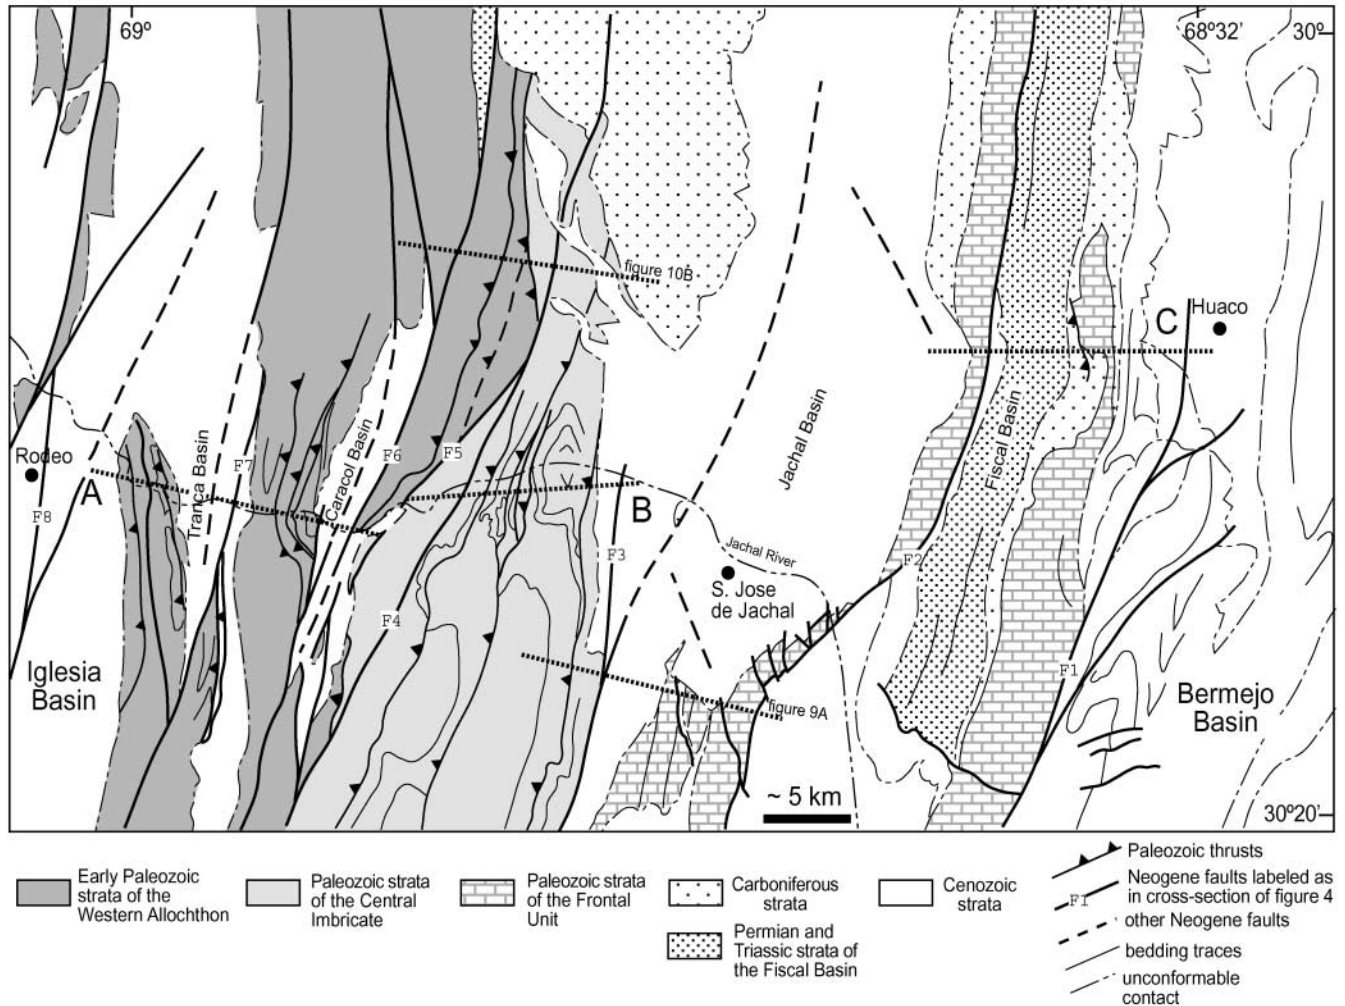 69º
68º32'
30º
figure 10B
C
Huaco
Rodeo
A
Tranca Basin
F7
Caracol Basin
F6
F5
Jachal Basin
Fiscal Basin
F8
B
F3
Jachal River
F2
S. Jose
de Jachal
F4
Iglesia
Basin
F1
Bermejo
Basin
figure 9A
~ 5 km
30º20'
Early Paleozoic
strata of the
Western Allochthon
Paleozoic strata
of the Central
Imbricate
Paleozoic strata
of the Frontal
Unit
Carboniferous
strata
Permian and
Triassic strata of
the Fiscal Basin
Cenozoic
strata
Paleozoic thrusts
F1
Neogene faults labeled as
in cross-section of figure 4
other Neogene faults
bedding traces
unconformable
contact